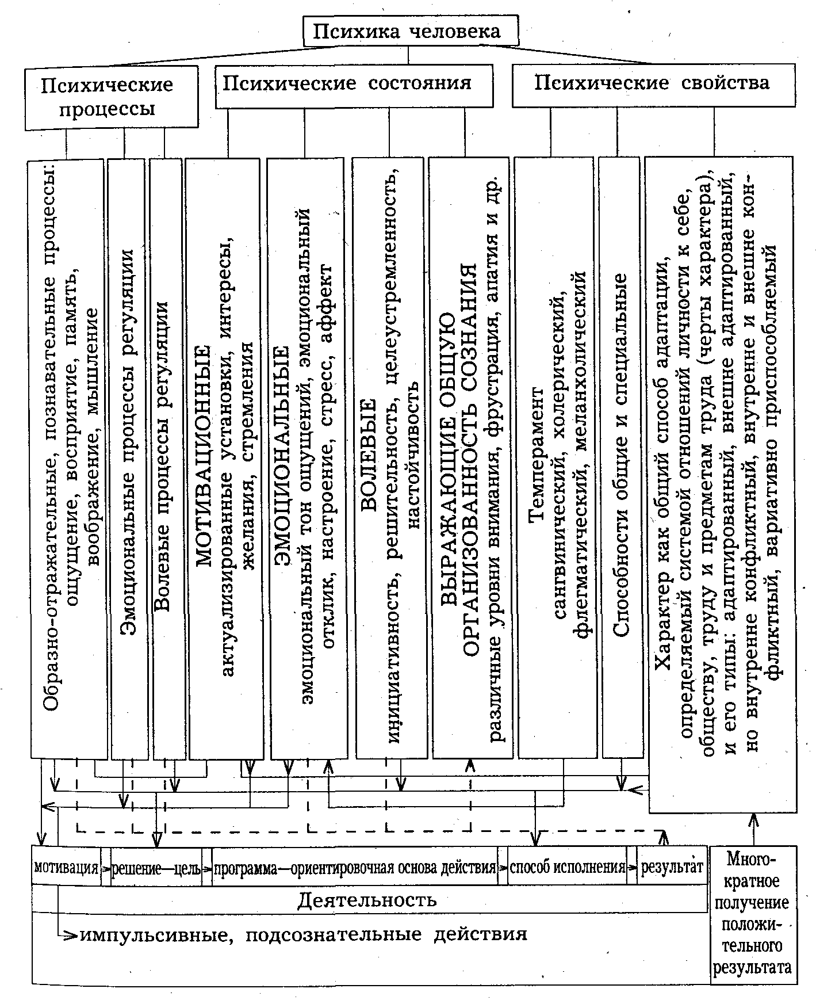 Психика человека
Психические
процессы
Психические состояния
Психические свойства
Образно-отражательные, познавательные процессы:
ощущение, восприятие, память,
воображение, мышление
Эмоциональные процессы регуляции
Волевые процессы регуляции
МОТИВАЦИОННЫЕ
актуализированные установки, интересы,
желания, стремления
ЭМОЦИОНАЛЬНЫЕ
эмоциональный тон ощущений, эмоциональный
отклик, настроение, стресс, аффект
ВОЛЕВЫЕ
инициативность, решительность, целеустремленность,
настойчивость
ВЫРАЖАЮЩИЕ ОБЩУЮ
ОРГАНИЗОВАННОСТЬ СОЗНАНИЯ
различные уровни внимания, фрустрация, апатия и др.
Темперамент
сангвинический, холерический,
флегматический, меланхолический
Способности общие и специальные
Характер как общий способ адаптации,
определяемый системой отношений личности к себе,
обществу, труду и предметам труда (черты характера),
и его типы: адаптированный, внешне адаптированный,
но внутренне конфликтный, внутренне и внешне кон-
фликтный, вариативно приспособляемый
мотивация
решение—цель
программа—ориентировочная основа действия
способ исполнения
результат
Деятельность
импульсивные, подсознательные действия
Много-
кратное
получение
положи-
тельного
результата